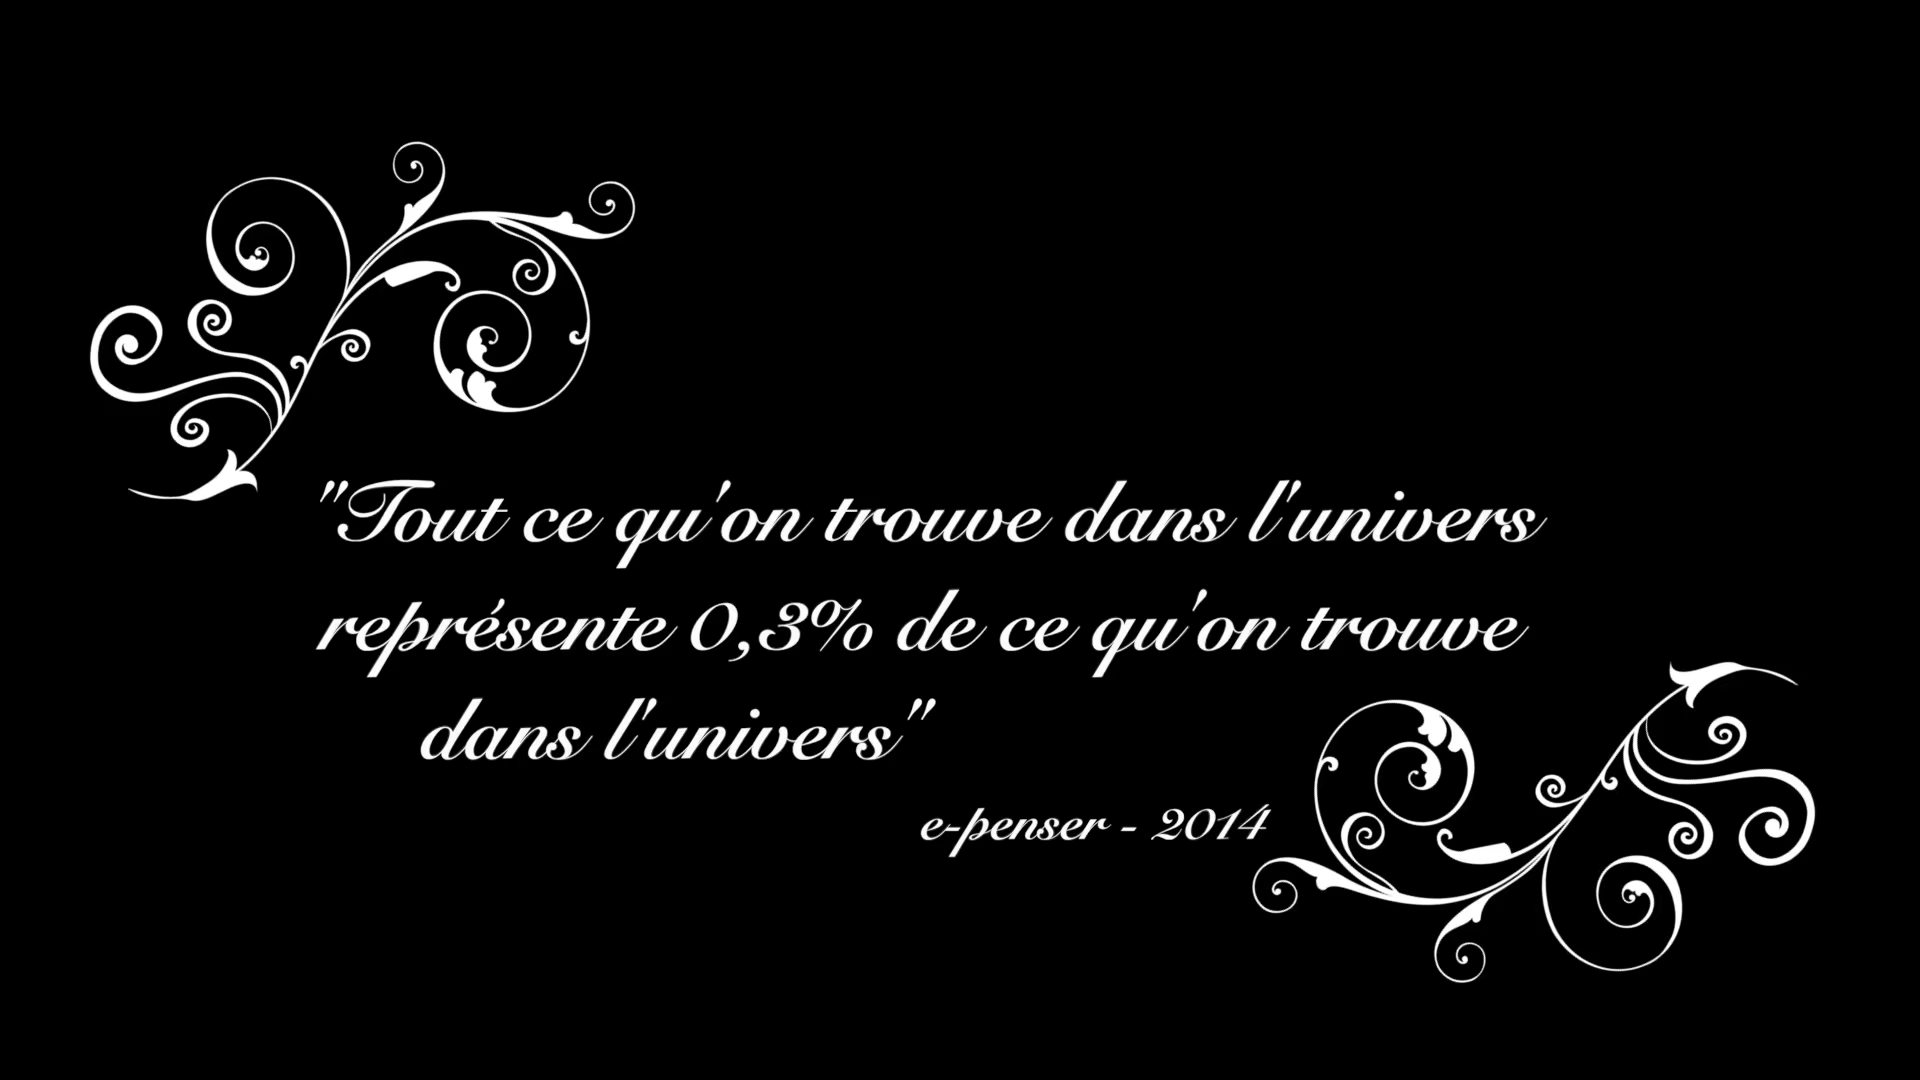 "Tout ce qu'on trouve dans l'univers
représente 0,3% de ce qu'on trouve
dans l'univers"
e-penser - 2014